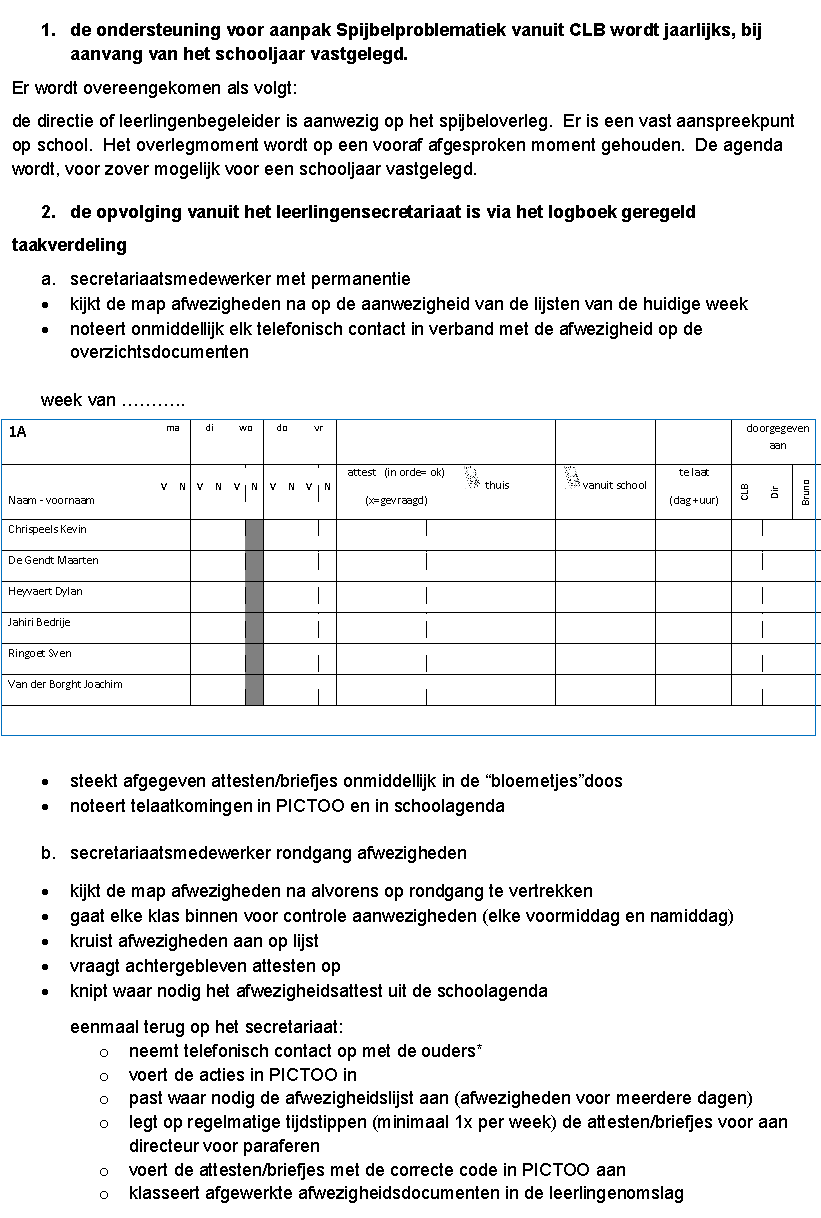 1. de ondersteuning voor aanpak Spijbelproblematiek vanuit CLB wordt jaarlijks, bij
aanvang van het schooljaar vastgelegd.
Er wordt overeengekomen als volgt:
de directie of leerlingenbegeleider is aanwezig op het spijbeloverleg. Er is een vast aanspreekpunt
op school. Het overlegmoment wordt op een vooraf afgesproken moment gehouden. De agenda
wordt, voor zover mogelijk voor een schooljaar vastgelegd.
2. de opvolging vanuit het leerlingensecretariaat is via het logboek geregeld
taakverdeling
a. secretariaatsmedewerker met permanentie
• kijkt de map afwezigheden na op de aanwezigheid van de lijsten van de huidige week
• noteert onmiddellijk elk telefonisch contact in verband met de afwezigheid op de
overzichtsdocumenten
week van ………..
1A ma di wo do vr doorgegeven
aan
attest (in orde= ok) thuis vanuit school te laat
V N V N V N V N V N CLB Dir Bruno
Naam - voornaam (x=gevraagd) (dag+uur)
Chrispeels Kevin
De Gendt Maarten
Heyvaert Dylan
Jahiri Bedrije
Ringoet Sven
Van der Borght Joachim
• steekt afgegeven attesten/briefjes onmiddellijk in de “bloemetjes”doos
• noteert telaatkomingen in PICTOO en in schoolagenda
b. secretariaatsmedewerker rondgang afwezigheden
• kijkt de map afwezigheden na alvorens op rondgang te vertrekken
• gaat elke klas binnen voor controle aanwezigheden (elke voormiddag en namiddag)
• kruist afwezigheden aan op lijst
• vraagt achtergebleven attesten op
• knipt waar nodig het afwezigheidsattest uit de schoolagenda
eenmaal terug op het secretariaat:
o neemt telefonisch contact op met de ouders*
o voert de acties in PICTOO in
o past waar nodig de afwezigheidslijst aan (afwezigheden voor meerdere dagen)
o legt op regelmatige tijdstippen (minimaal 1x per week) de attesten/briefjes voor aan
directeur voor paraferen
o voert de attesten/briefjes met de correcte code in PICTOO aan
o klasseert afgewerkte afwezigheidsdocumenten in de leerlingenomslag